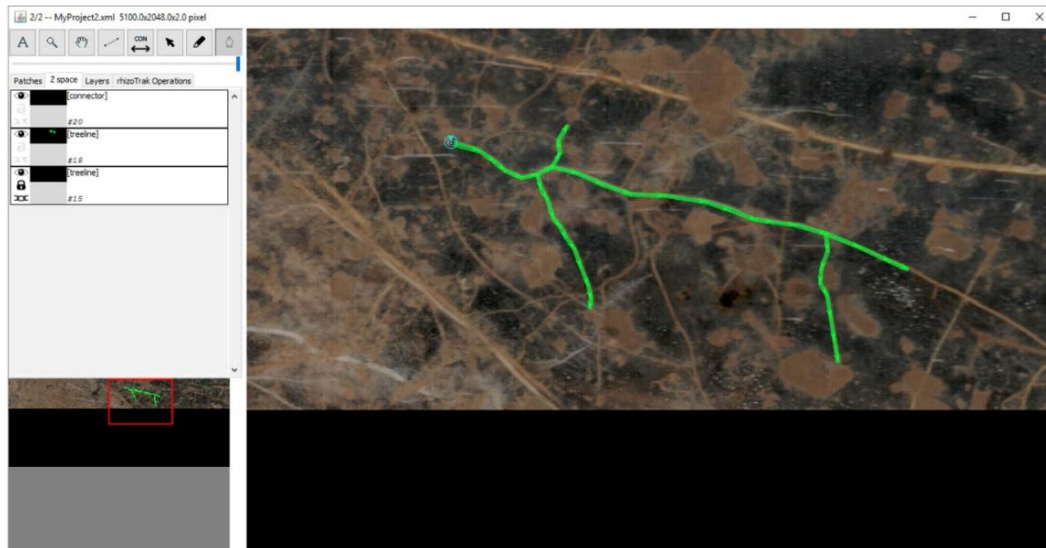 2/2 -- MyProject2.xml 5100.0x2048.0x2.0 pixel
A CON
Patches Z space Layers rhizoTrak Operations
[connector]
#20
[treeline]
#18
[treeline]
#15